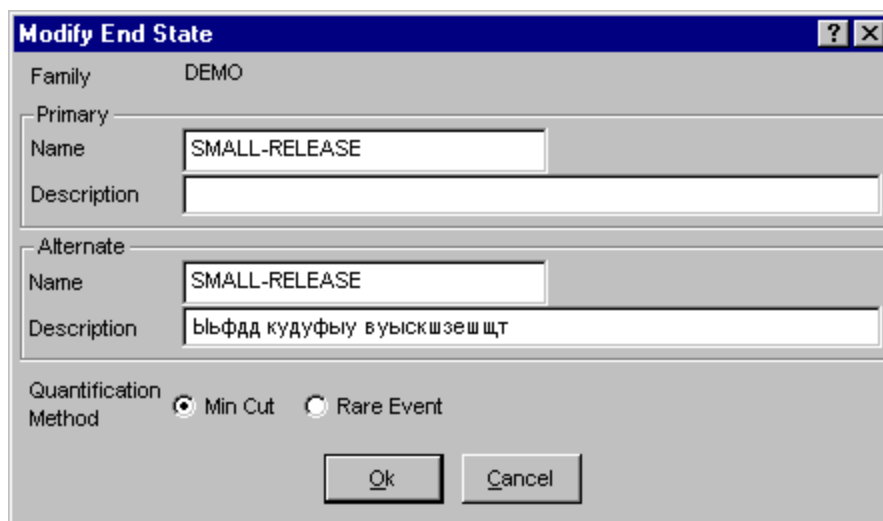 Modify End State
Family DEMO
Primary
Name SMALL-RELEASE
Description
Alternate
Name SMALL-RELEASE
Description Ыьфдд кудуфыу вуыскшзешщт
Quantification
Method Min Cut Rare Event
Ok Cancel